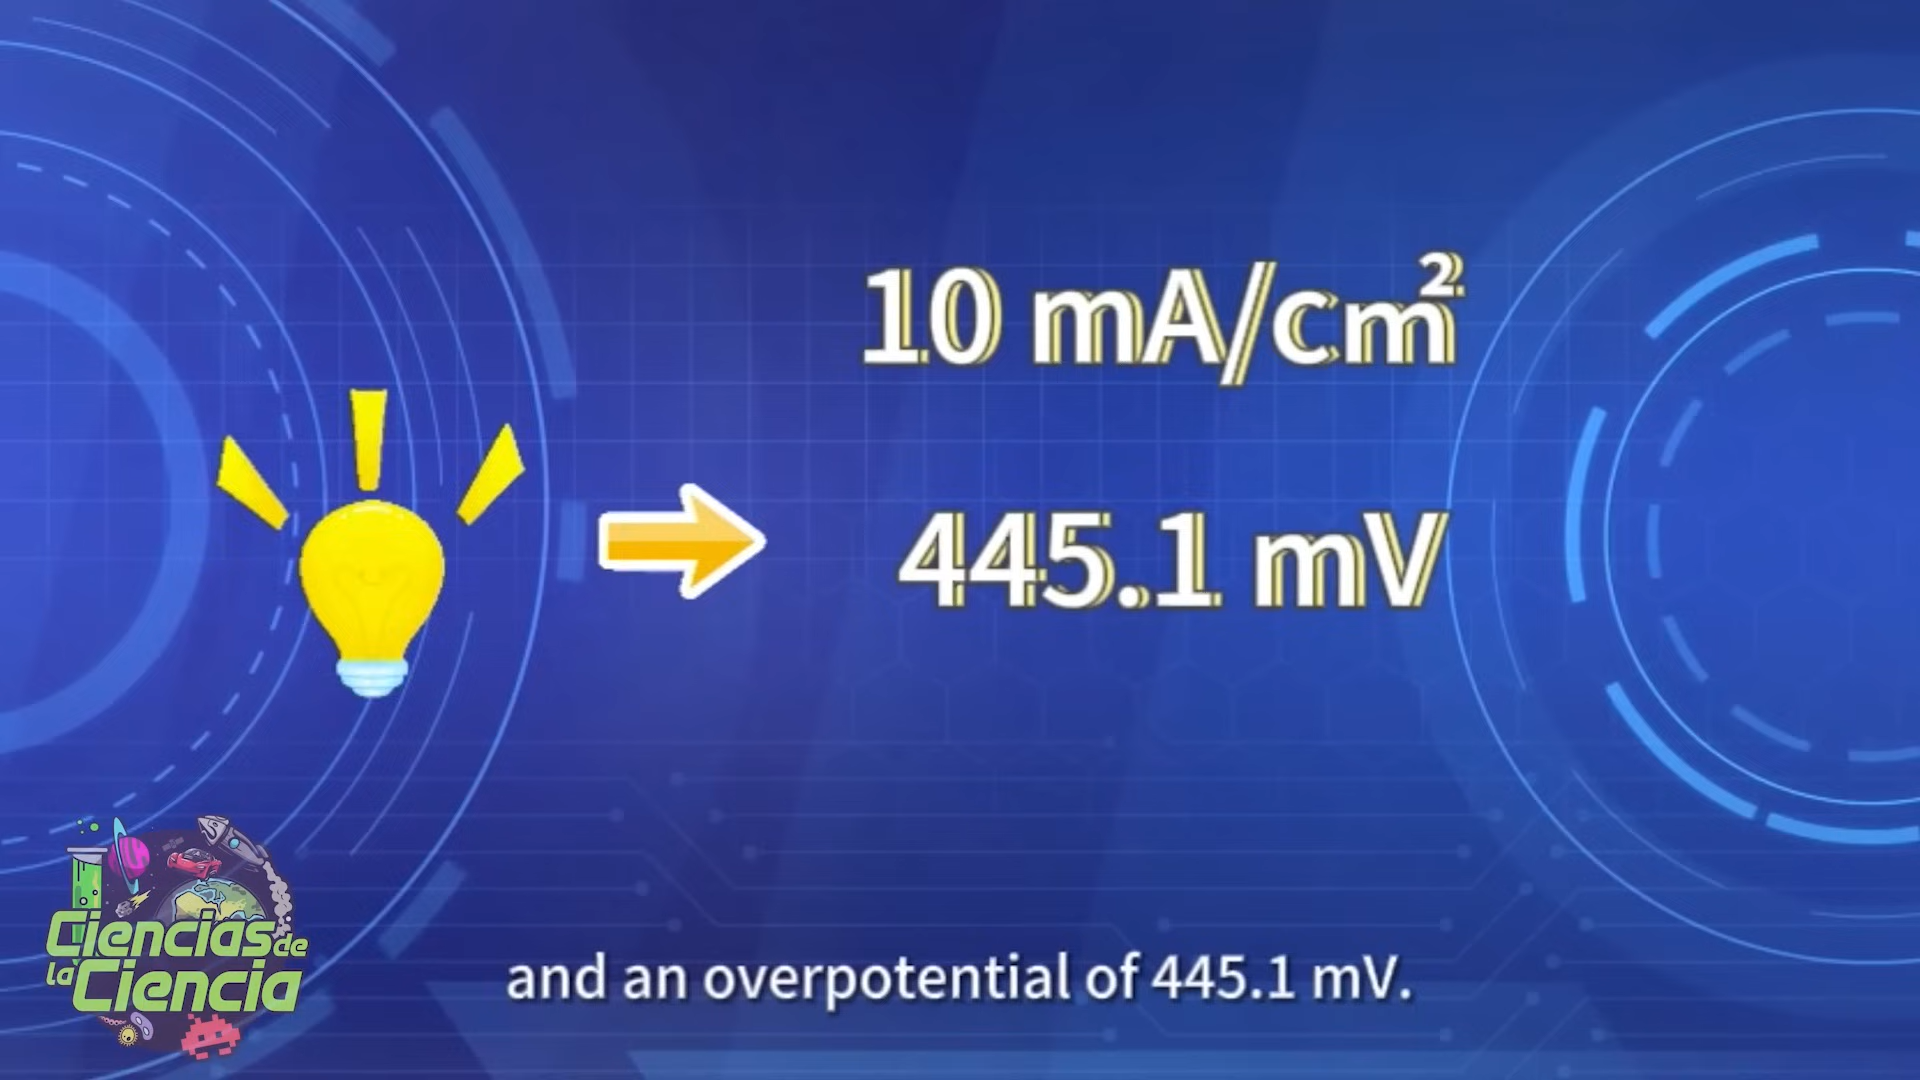 10 mA/cm²
445.1 mV
Ciencias de
la Ciencia
and an overpotential of 445.1 mV.